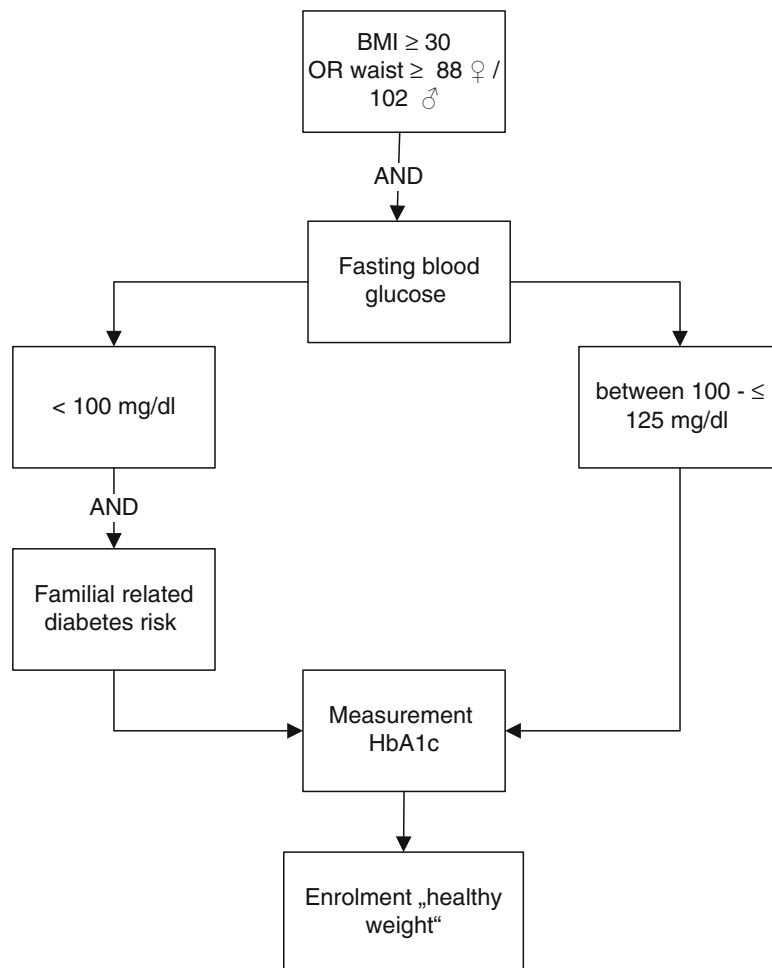 BMI ≥ 30
OR waist ≥ 88 ♀ /
102 ♂
AND
Fasting blood
glucose
< 100 mg/dl
between 100 - ≤
125 mg/dl
AND
Familial related
diabetes risk
Measurement
HbA1c
Enrolment „healthy
weight“